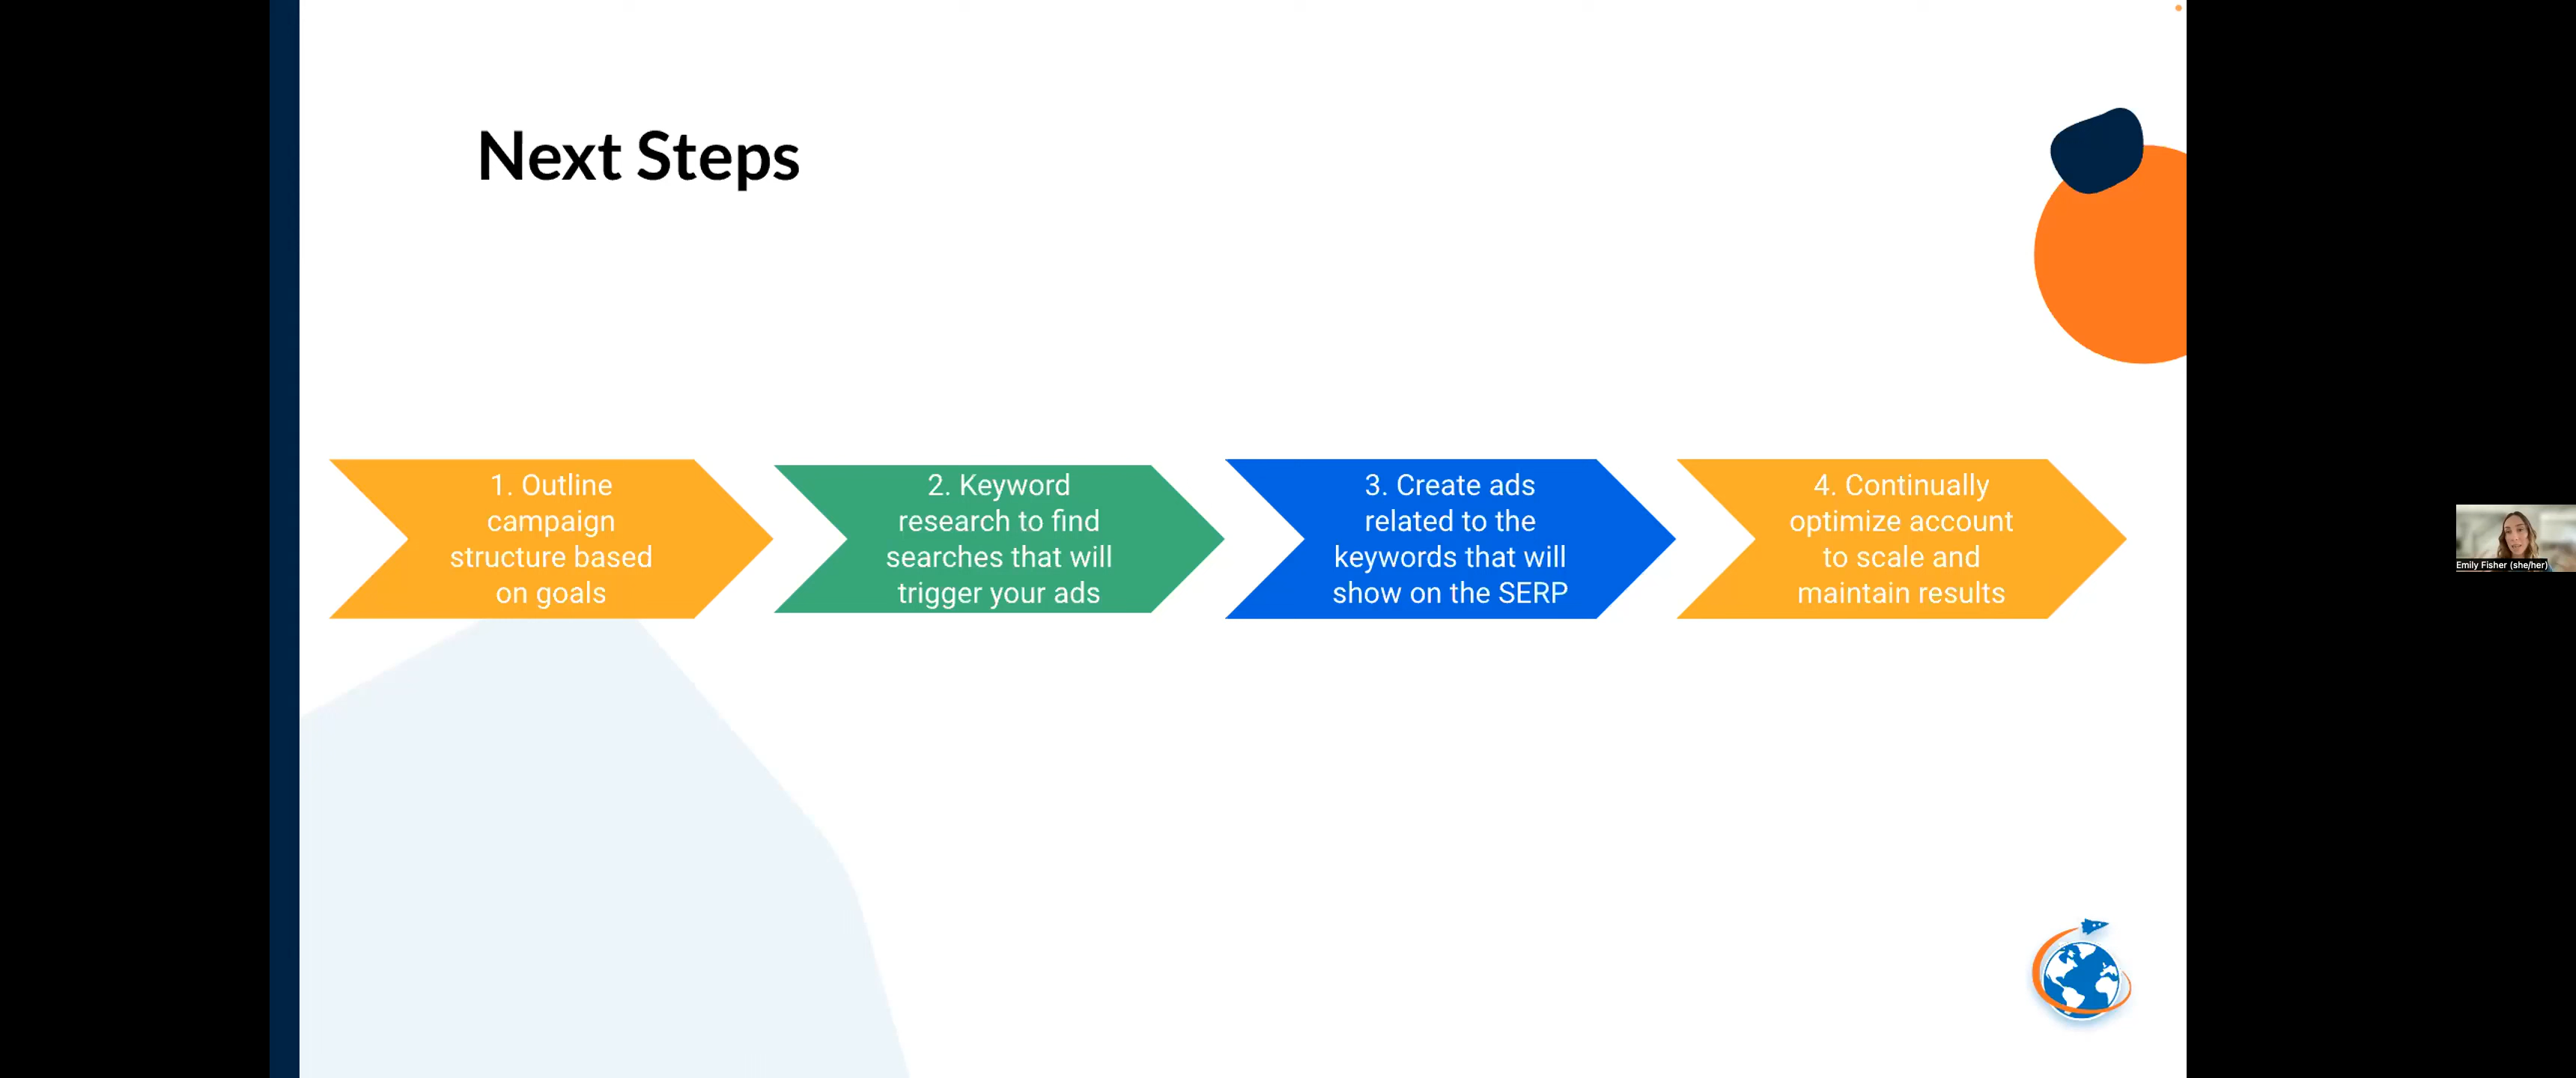 Next Steps
1. Outline
campaign
structure based
on goals
2. Keyword
research to find
searches that will
trigger your ads
3. Create ads
related to the
keywords that will
show on the SERP
4. Continually
optimize account
to scale and
maintain results
Emily Fisher (she/her)